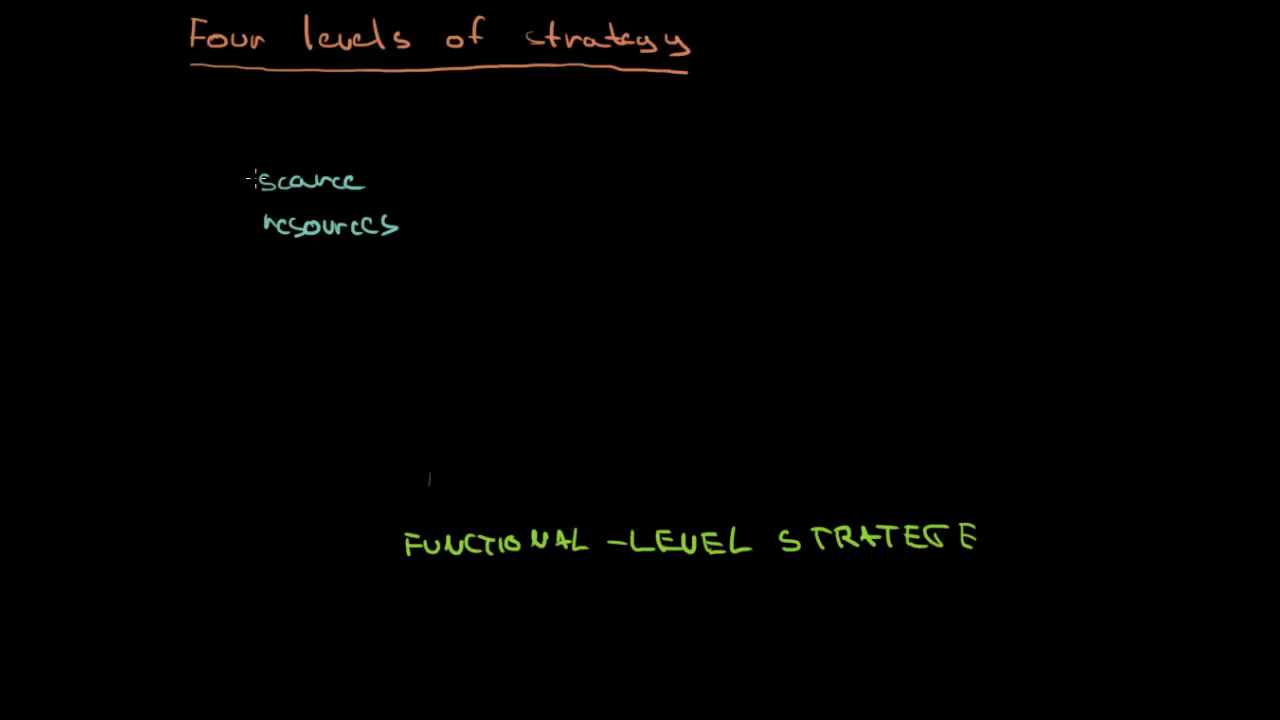 Four levels of strategy
scarce
resources
FUNCTIONAL-LEVEL STRATEGE